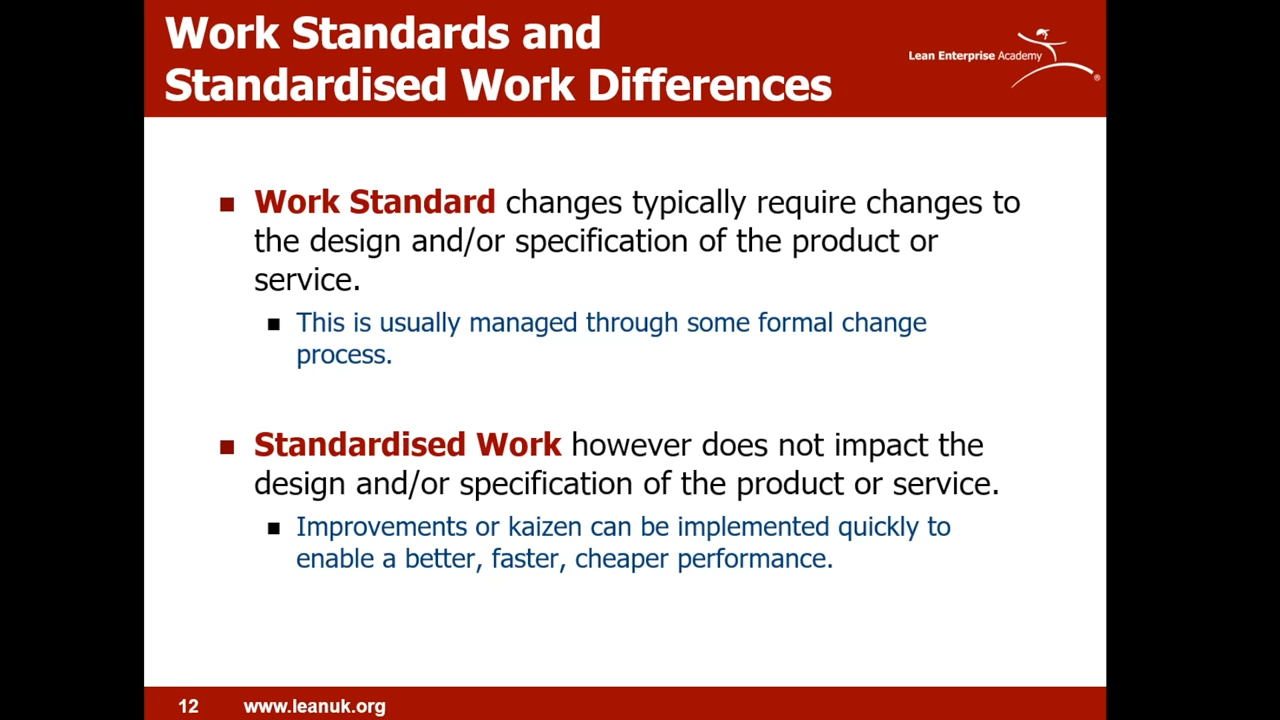 Work Standards and
Standardised Work Differences
Lean Enterprise Academy
®
Work Standard changes typically require changes to
the design and/or specification of the product or
service.
This is usually managed through some formal change
process.
Standardised Work however does not impact the
design and/or specification of the product or service.
Improvements or kaizen can be implemented quickly to
enable a better, faster, cheaper performance.
12 www.leanuk.org